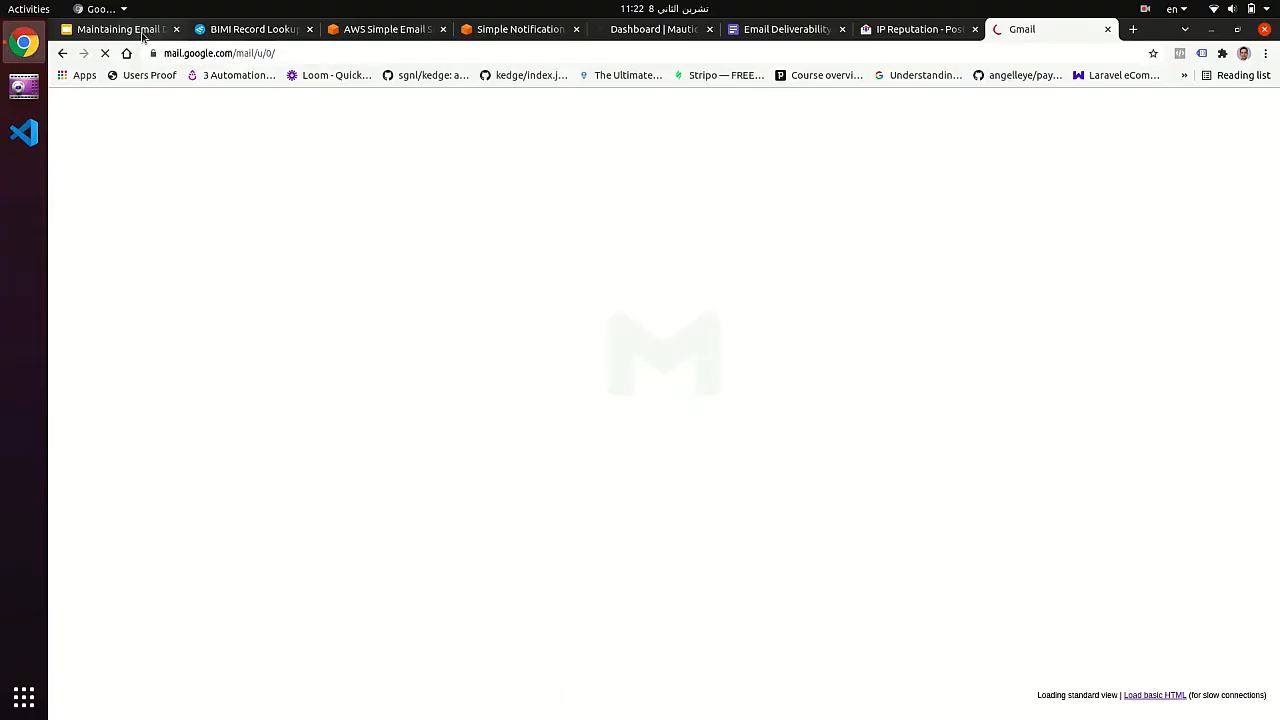 Activities
Goo...
11:22 8 تشرين الثاني
en
Maintaining Email D
BIMI Record Lookup
AWS Simple Email S
Simple Notification
Dashboard | Mautic
Email Deliverability
IP Reputation - Post
Gmail
mail.google.com/mail/u/0/
Apps
Users Proof
3 Automation...
Loom - Quick...
sgnl/kedge: a...
kedge/index.j...
The Ultimate...
Stripo — FREE...
Course overvi...
Understandin...
angelleye/pay...
Laravel eCom...
»
Reading list
Loading standard view | Load basic HTML (for slow connections)